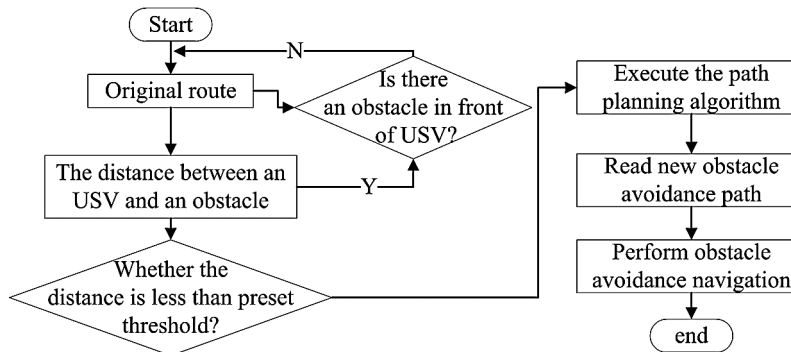 Start
N
Original route
Is there
an obstacle in front
of USV?
The distance between an
USV and an obstacle
Y
Whether the
distance is less than preset
threshold?
Execute the path
planning algorithm
Read new obstacle
avoidance path
Perform obstacle
avoidance navigation
end